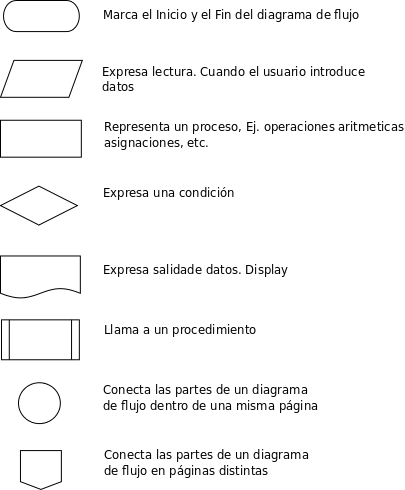 Marca el Inicio y el Fin del diagrama de flujo
Expresa lectura. Cuando el usuario introduce
datos
Representa un proceso, Ej. operaciones aritmeticas
asignaciones, etc.
Expresa una condición
Expresa salidade datos. Display
Llama a un procedimiento
Conecta las partes de un diagrama
de flujo dentro de una misma página
Conecta las partes de un diagrama
de flujo en páginas distintas